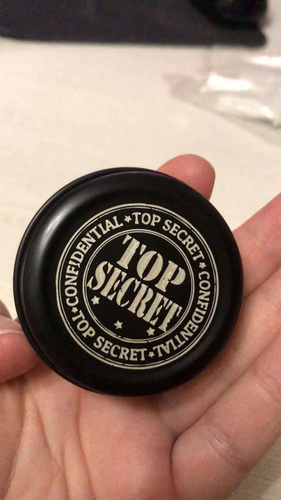 TOP
SECRET
★TOP SECRET★CONFIDENTIAL★TOP SECRET★CONFIDENTIAL